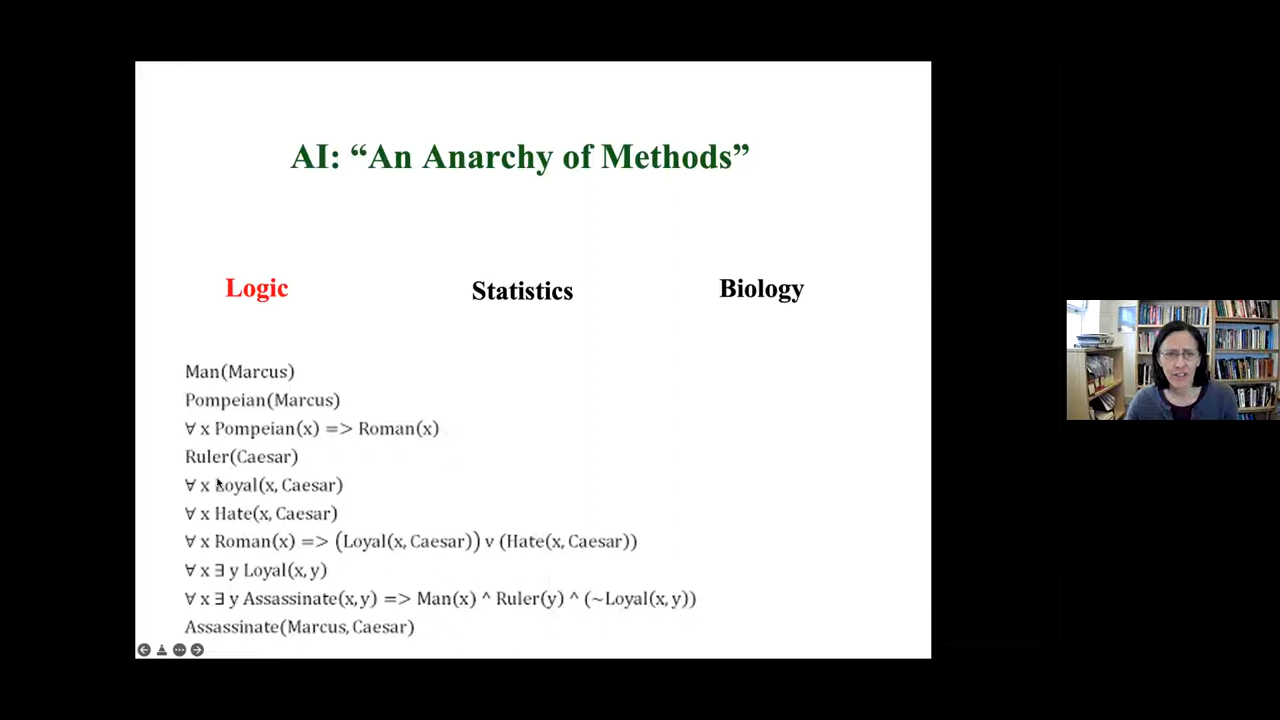 AI: “An Anarchy of Methods”
Logic Statistics Biology
Man(Marcus)
Pompeian(Marcus)
∀ x Pompeian(x) => Roman(x)
Ruler(Caesar)
∀ x Loyal(x, Caesar)
∀ x Hate(x, Caesar)
∀ x Roman(x) => (Loyal(x, Caesar)) v (Hate(x, Caesar))
∀ x ∃ y Loyal(x, y)
∀ x ∃ y Assassinate(x, y) => Man(x) ^ Ruler(y) ^ (~Loyal(x, y))
Assassinate(Marcus, Caesar)